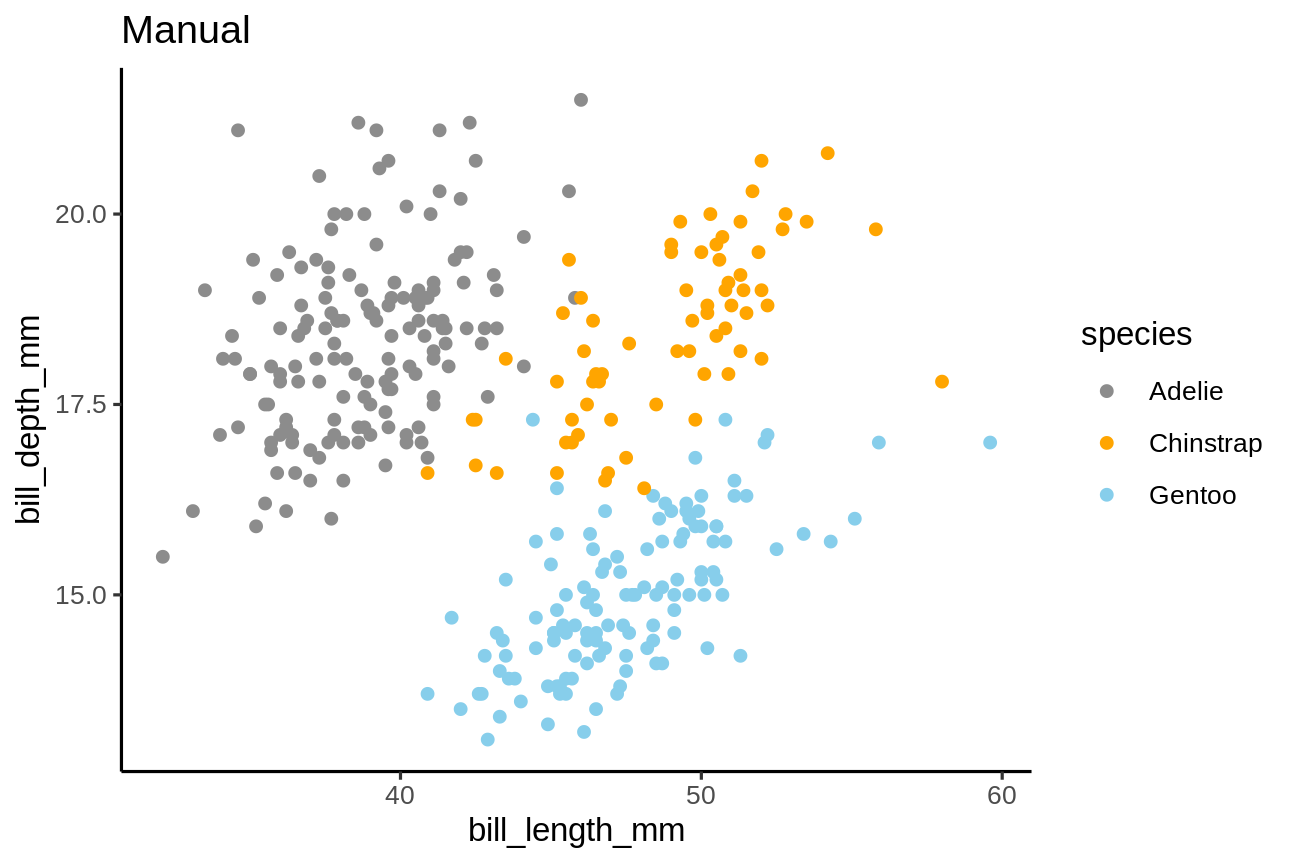 Manual
20.0
17.5
15.0
bill_depth_mm
40 50 60
bill_length_mm
species
Adelie
Chinstrap
Gentoo